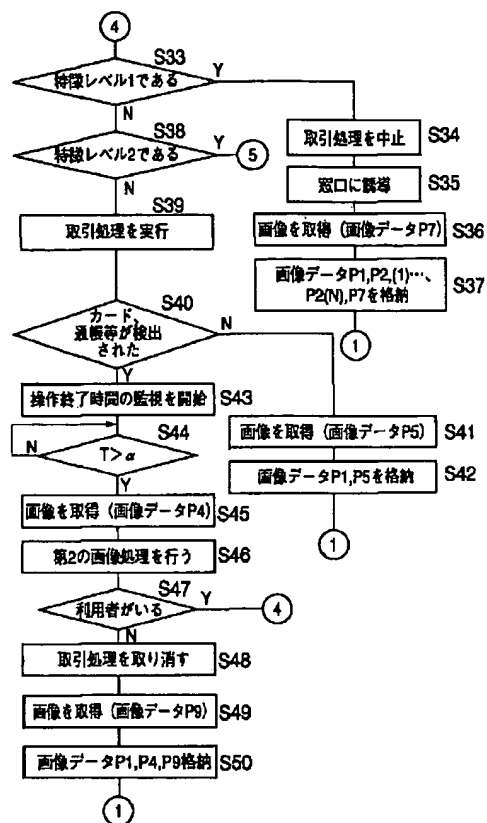 4
S33
特徴レベル1である
Y
N
S38
特徴レベル2である
Y
5
N
S39
取引処理を実行
S40
カード、
通帳等が検出
された
N
Y
操作終了時間の監視を開始
S43
S44
T>α
N
Y
画像を取得(画像データP4)
S45
第2の画像処理を行う
S46
S47
利用者がいる
Y
4
N
取引処理を取り消す
S48
画像を取得(画像データP9)
S49
画像データP1,P4,P9格納
S50
1
取引処理を中止
S34
窓口に誘導
S35
画像を取得(画像データP7)
S36
画像データP1,P2,(1)…、
P2(N),P7を格納
S37
1
画像を取得(画像データP5)
S41
画像データP1,P5を格納
S42
1